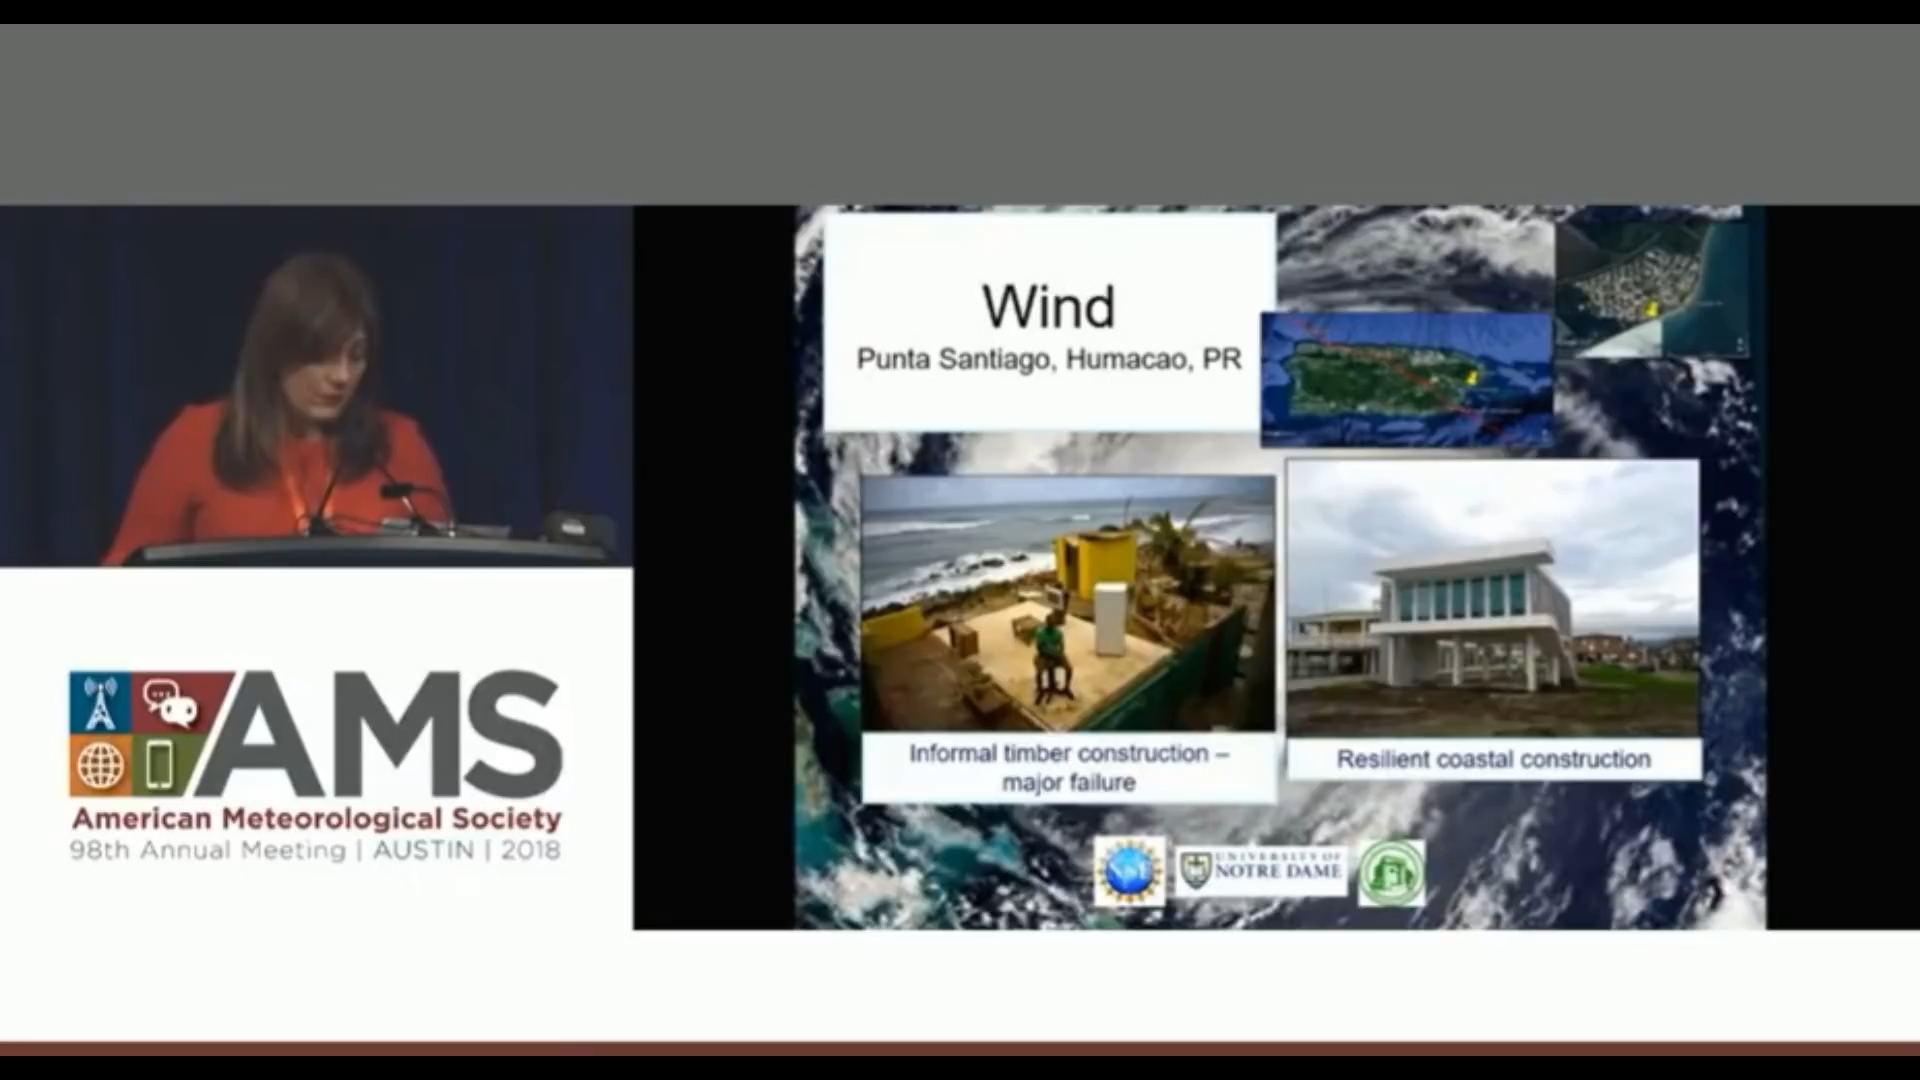 Wind
Punta Santiago, Humacao, PR
Informal timber construction –
major failure
Resilient coastal construction
NSF
UNIVERSITY OF
NOTRE DAME
AMS
American Meteorological Society
98th Annual Meeting | AUSTIN | 2018